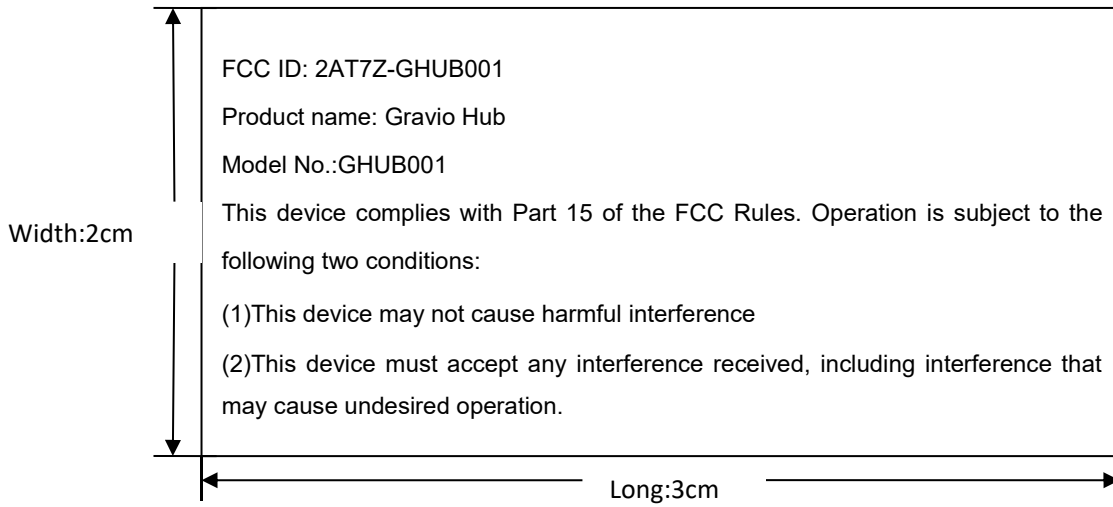 FCC ID: 2AT7Z-GHUB001
Product name: Gravio Hub
Model No.:GHUB001
This device complies with Part 15 of the FCC Rules. Operation is subject to the
Width:2cm
following two conditions:
(1)This device may not cause harmful interference
(2)This device must accept any interference received, including interference that
may cause undesired operation.
Long:3cm